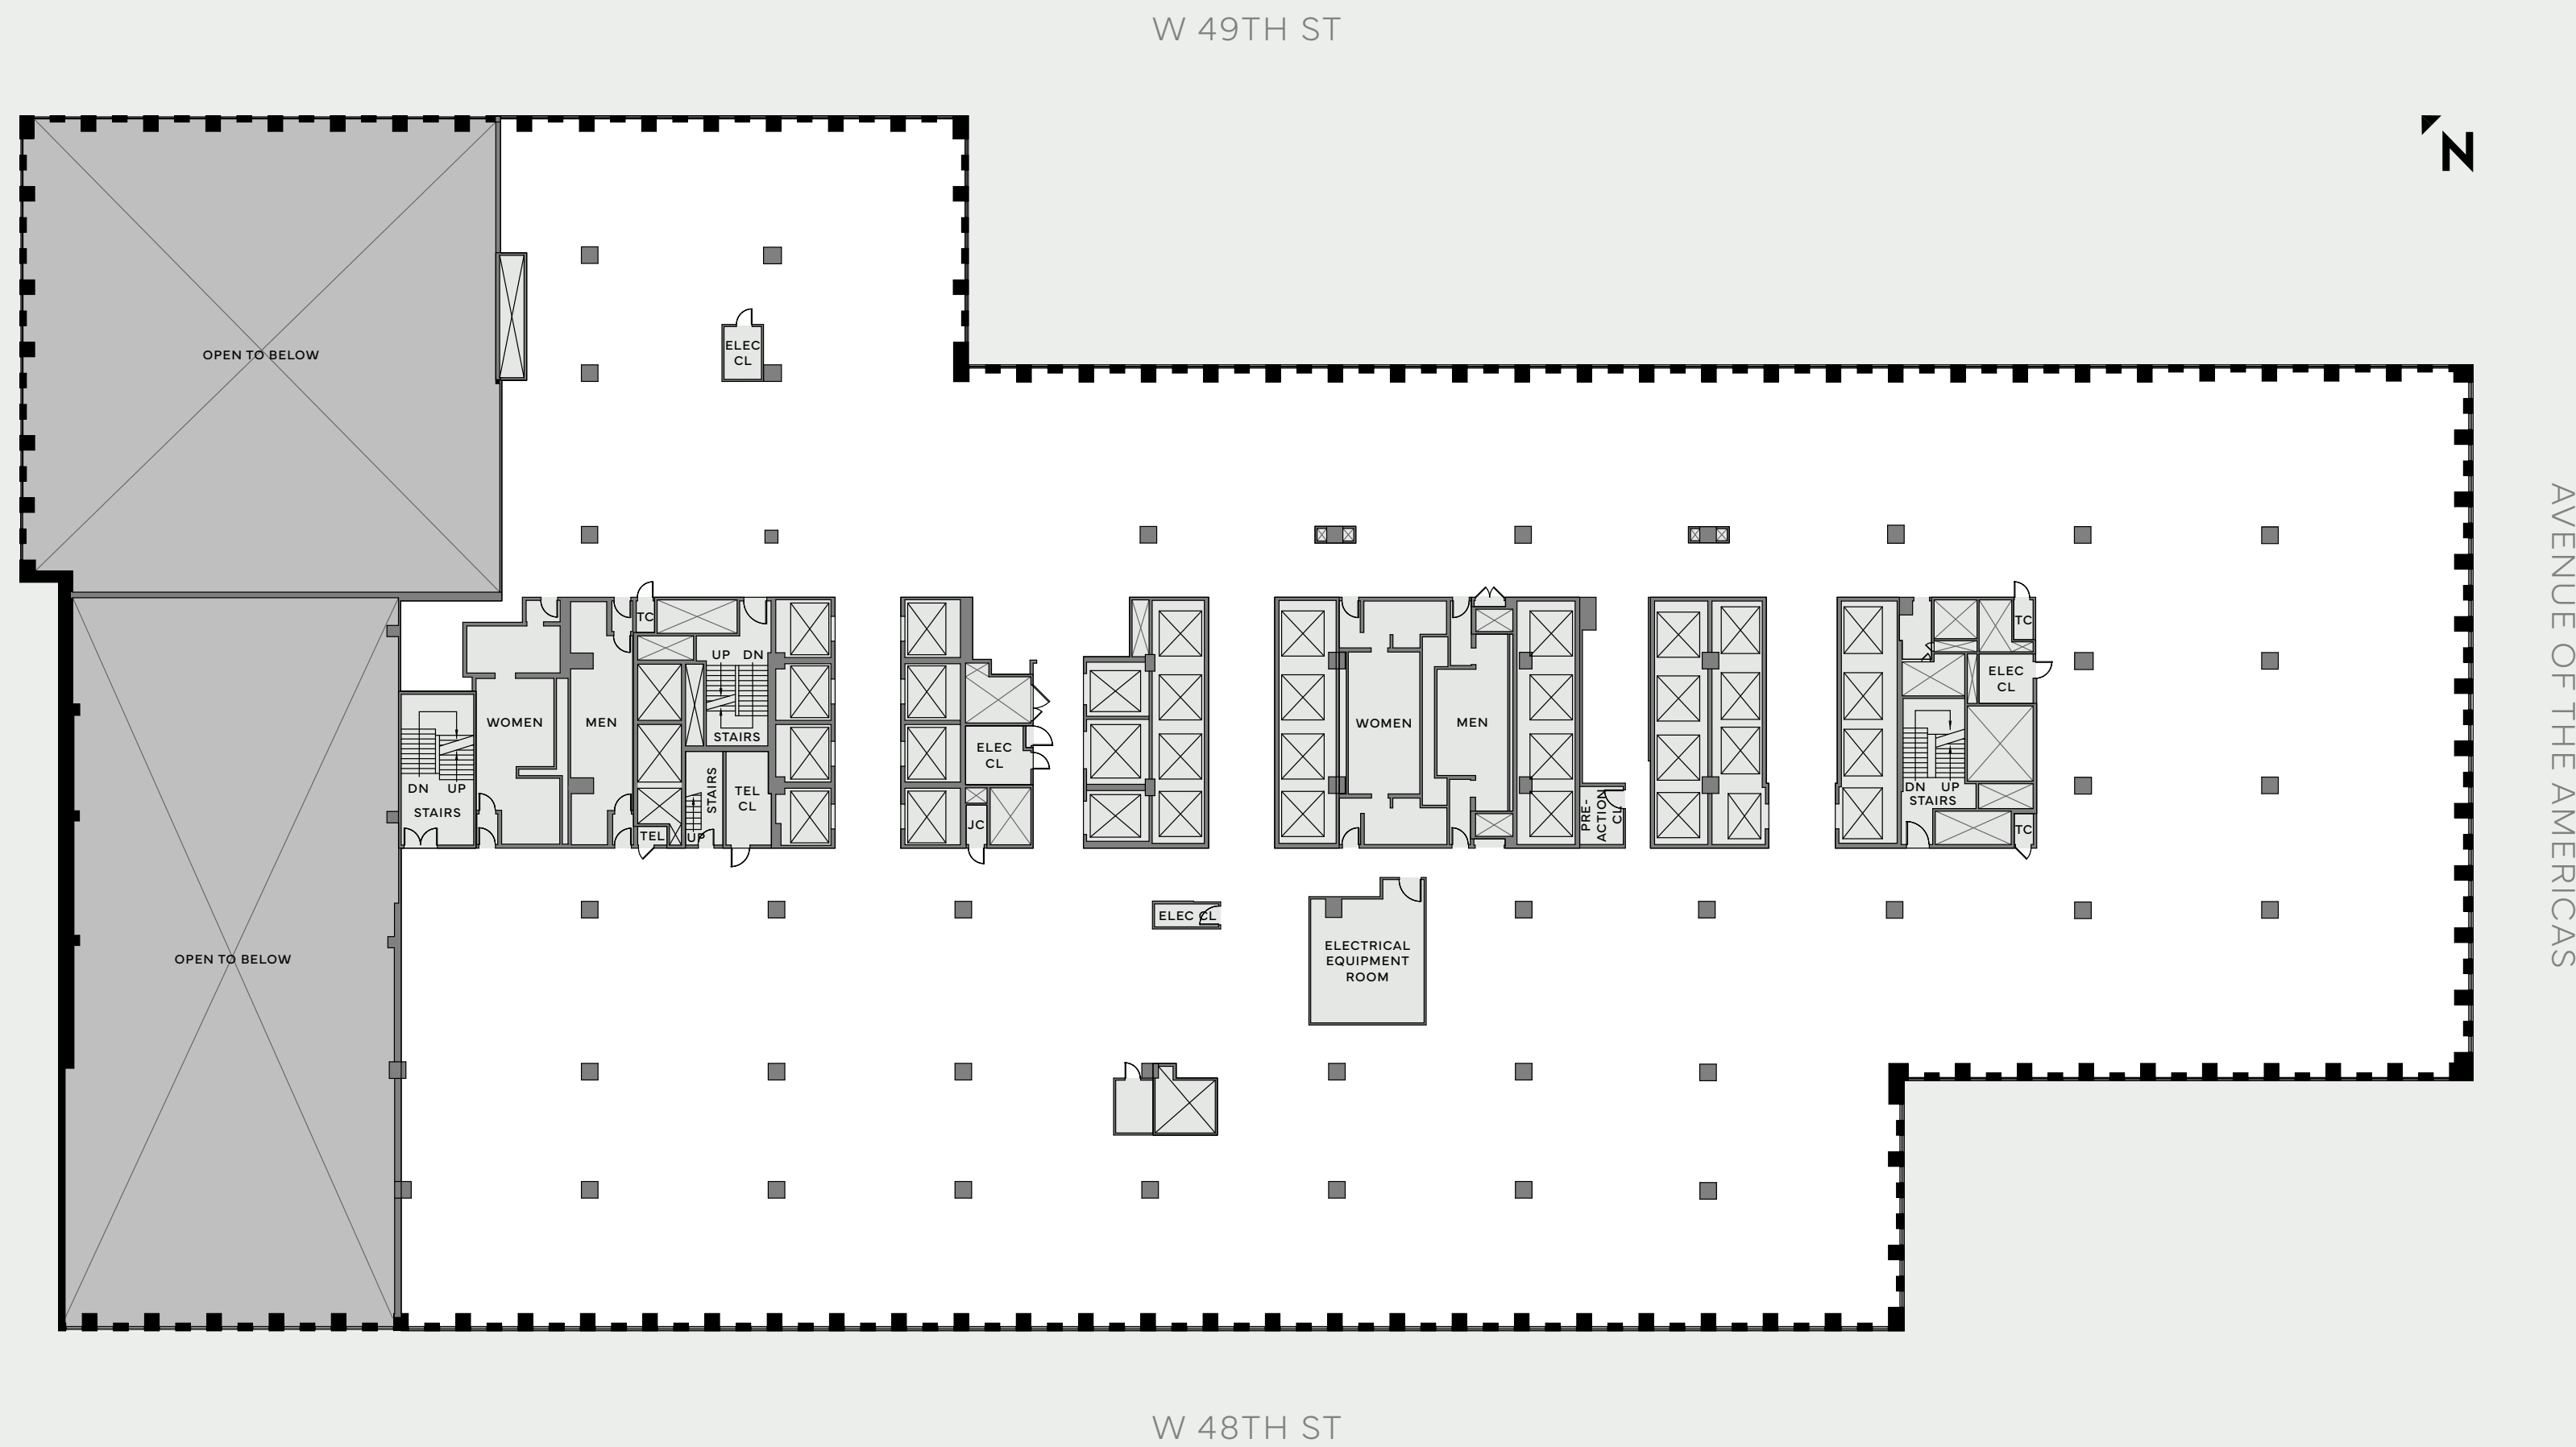 W 49TH ST
N
OPEN TO BELOW
ELEC
CL
AVENUE OF THE AMERICAS
TC
UP DN
STAIRS
WOMEN
MEN
DN UP
STAIRS
STAIRS
UP
TEL
CL
TEL
ELEC
CL
JC
WOMEN
MEN
PRE-
ACTION
CL
TC
ELEC
CL
DN UP
STAIRS
TC
ELEC CL
ELECTRICAL
EQUIPMENT
ROOM
OPEN TO BELOW
W 48TH ST